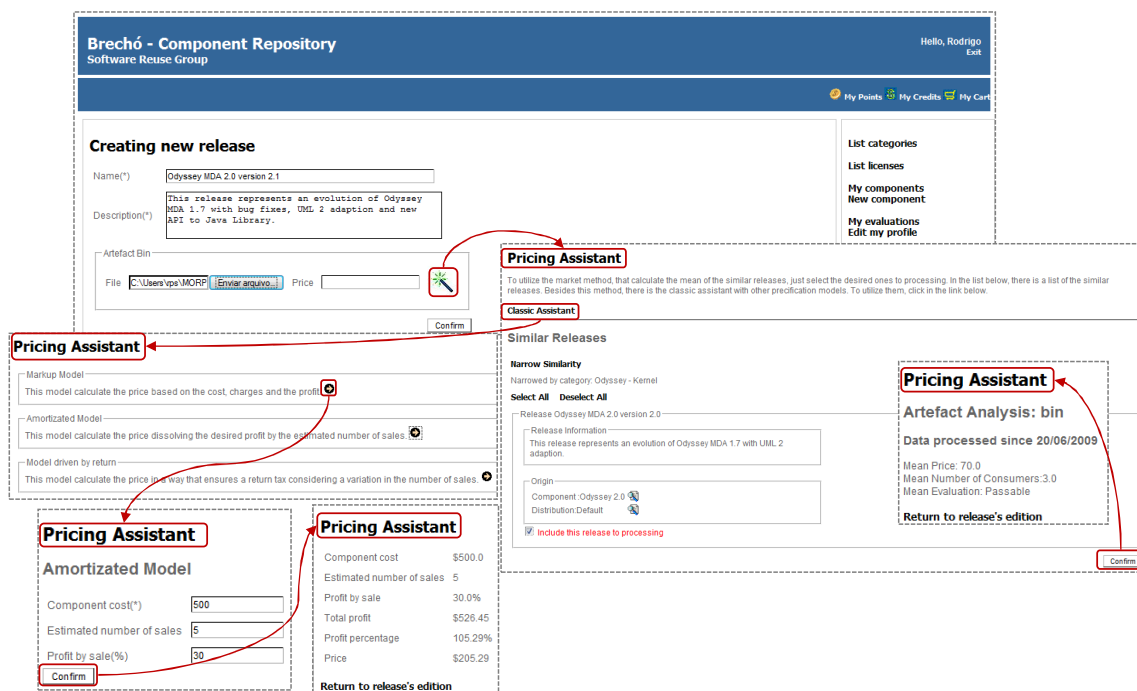 Brechó - Component Repository
Software Reuse Group
Hello, Rodrigo
Exit
My Points My Credits My Cart
Creating new release
Name(*) Odyssey MDA 2.0 version 2.1
Description(*) This release represents an evolution of Odyssey
MDA 1.7 with bug fixes, UML 2 adaption and new
API to Java Library.
Artefact Bin
File C:\Users\rps\MORP Enviar arquivo... Price
Confirm
List categories
List licenses
My components
New component
My evaluations
Edit my profile
Pricing Assistant
To utilize the market method, that calculate the mean of the similar releases, just select the desired ones to processing. In the list below, there is a list of the similar
releases. Besides this method, there is the classic assistant with other precification models. To utilize them, click in the link below.
Classic Assistant
Similar Releases
Narrow Similarity
Narrowed by category: Odyssey - Kernel
Select All Deselect All
Release Odyssey MDA 2.0 version 2.0
Release Information
This release represents an evolution of Odyssey MDA 1.7 with UML 2
adaption.
Origin
Component :Odyssey 2.0
Distribution:Default
Include this release to processing
Confirm
Pricing Assistant
Artefact Analysis: bin
Data processed since 20/06/2009
Mean Price: 70.0
Mean Number of Consumers:3.0
Mean Evaluation: Passable
Return to release's edition
Pricing Assistant
Markup Model
This model calculate the price based on the cost, charges and the profit.
Amortizated Model
This model calculate the price dissolving the desired profit by the estimated number of sales.
Model driven by return
This model calculate the price in a way that ensures a return tax considering a variation in the number of sales.
Pricing Assistant
Amortizated Model
Component cost(*) 500
Estimated number of sales 5
Profit by sale(%) 30
Confirm
Pricing Assistant
Component cost $500.0
Estimated number of sales 5
Profit by sale 30.0%
Total profit $526.45
Profit percentage 105.29%
Price $205.29
Return to release's edition